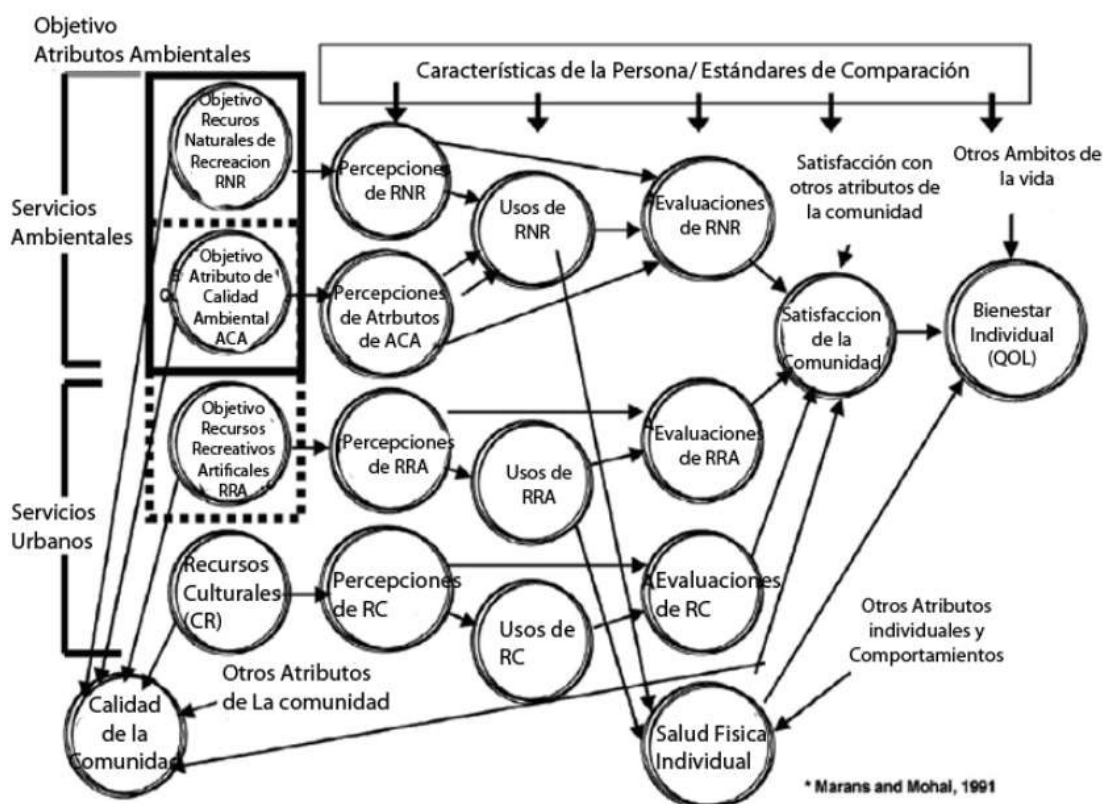 Objetivo
Atributos Ambientales
Características de la Persona/ Estándares de Comparación
Servicios
Ambientales
Objetivo
Recuros
Naturales de
Recreacion
RNR
Percepciones
de RNR
Usos de
RNR
Evaluaciones
de RNR
Satisfacción con
otros atributos de
la comunidad
Otros Ambitos de
la vida
Objetivo
Atributo de
Calidad
Ambiental
ACA
Percepciones
de Atrbutos
de ACA
Satisfaccion
de la
Comunidad
Bienestar
Individual
(QOL)
Servicios
Urbanos
Objetivo
Recursos
Recreativos
Artificales
RRA
Percepciones
de RRA
Usos de
RRA
Evaluaciones
de RRA
Recursos
Culturales
(CR)
Percepciones
de RC
Usos de
RC
Evaluaciones
de RC
Otros Atributos
individuales y
Comportamientos
Otros Atributos
de La comunidad
Calidad
de la
Comunidad
Salud Fisica
Individual
* Marans and Mohai, 1991